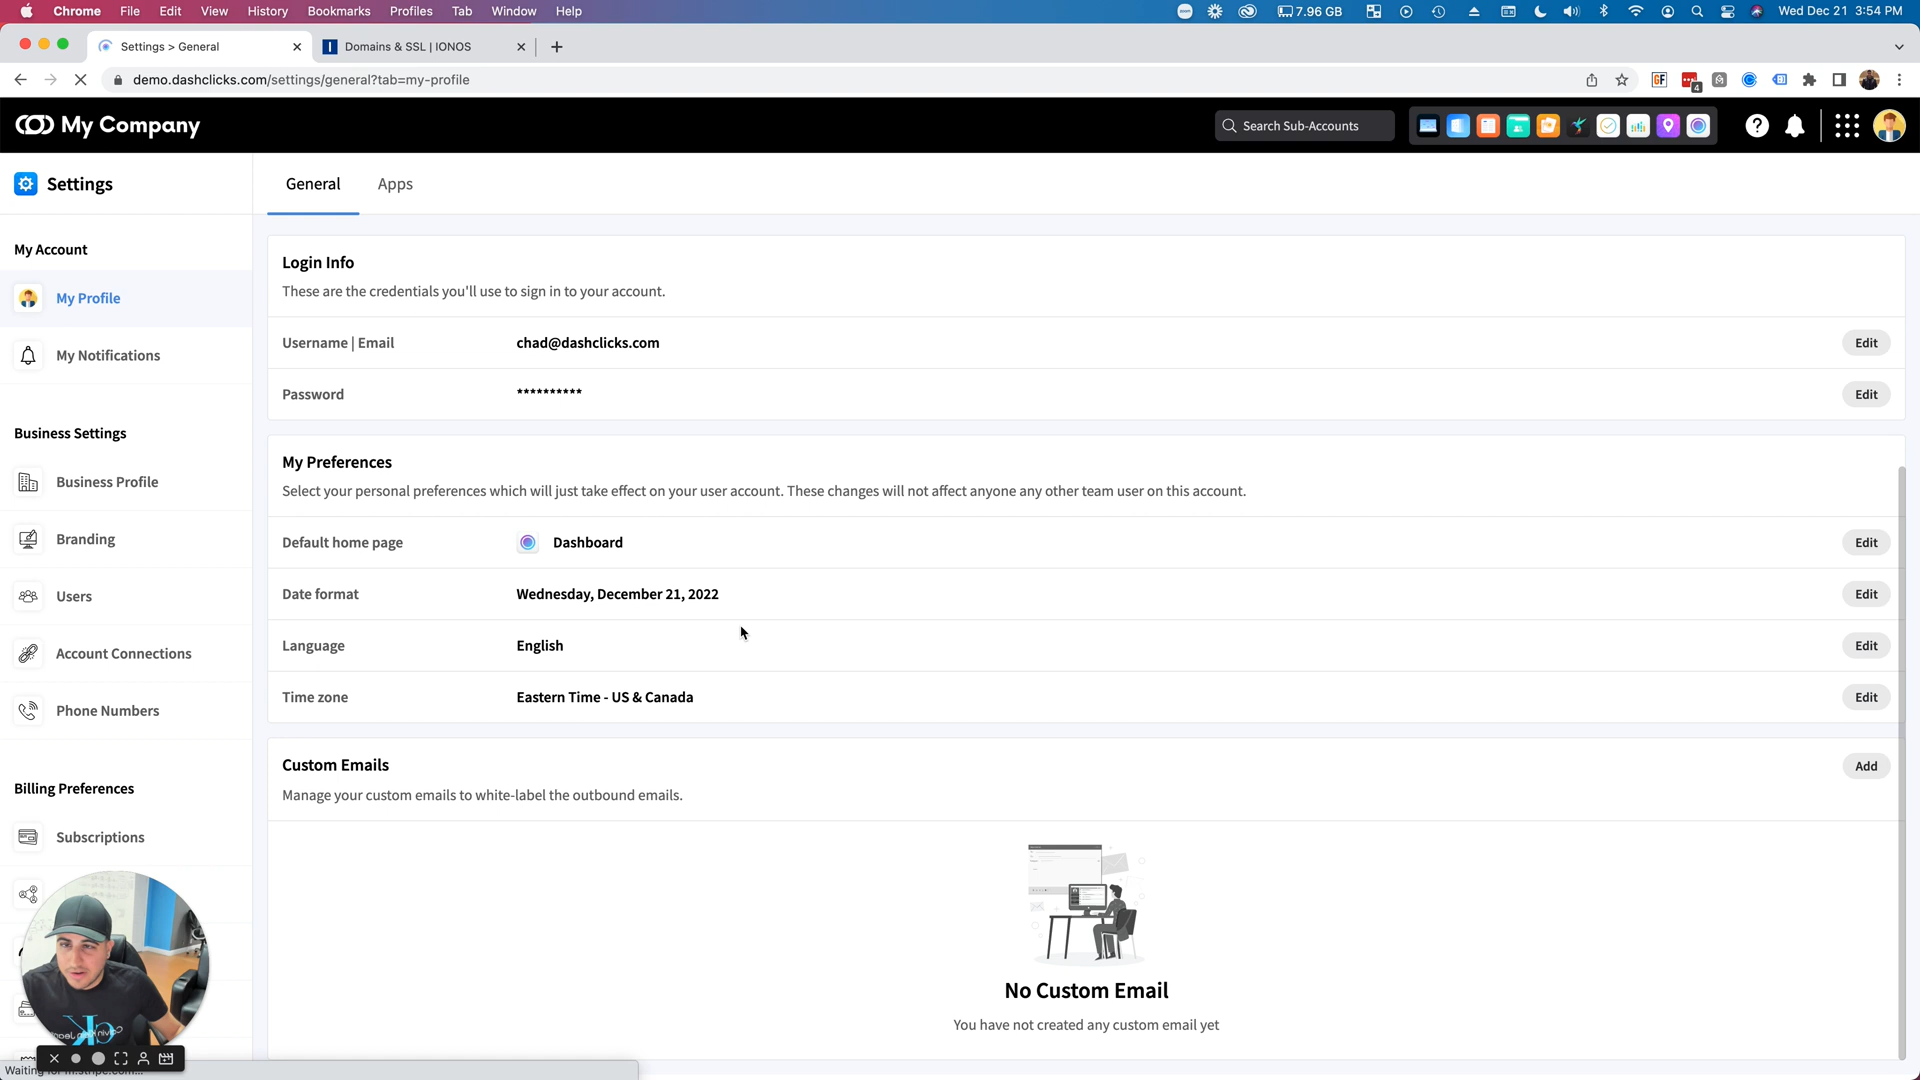 Chrome File Edit View History Bookmarks Profiles Tab Window Help 7.96 GB Wed Dec 21 3:54 PM
Settings > General
Domains & SSL | IONOS
demo.dashclicks.com/settings/general?tab=my-profile
GF
4
My Company
Search Sub-Accounts
Settings
General Apps
My Account
My Profile
My Notifications
Business Settings
Business Profile
Branding
Users
Account Connections
Phone Numbers
Billing Preferences
Subscriptions
Login Info
These are the credentials you'll use to sign in to your account.
Username | Email chad@dashclicks.com Edit
Password ********** Edit
My Preferences
Select your personal preferences which will just take effect on your user account. These changes will not affect anyone any other team user on this account.
Default home page Dashboard Edit
Date format Wednesday, December 21, 2022 Edit
Language English Edit
Time zone Eastern Time - US & Canada Edit
Custom Emails Add
Manage your custom emails to white-label the outbound emails.
No Custom Email
You have not created any custom email yet